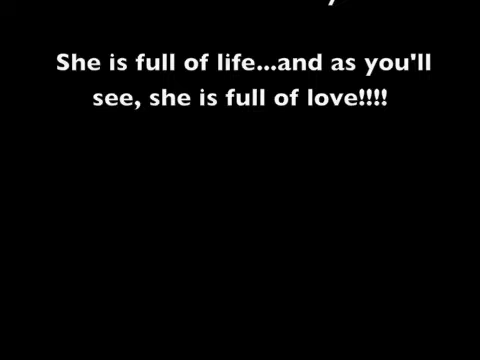 She is full of life...and as you'll
see, she is full of love!!!!